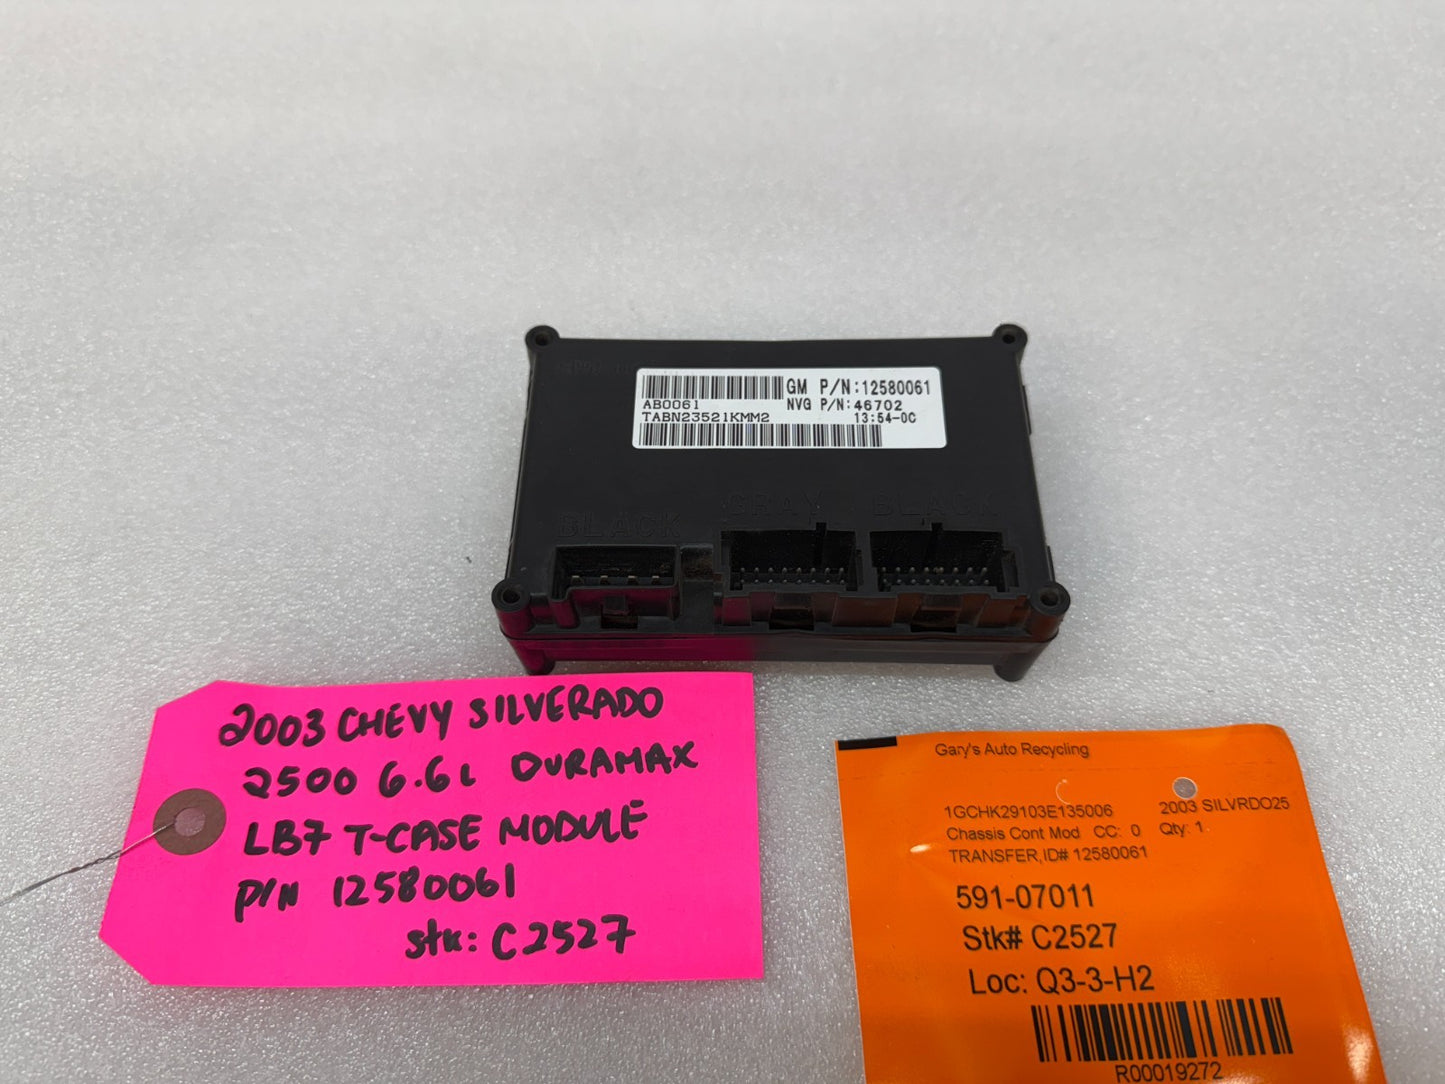 GM P/N:12580061
AB0061 NVG P/N:46702
TABN23521KMM2 13:54-0C
BLACK GRAY BLACK
2003 CHEVY SILVERADO
2500 6.6L DURAMAX
LB7 T-CASE MODULE
P/N 12580061
stk: C2527
Gary's Auto Recycling
1GCHK29103E135006 2003 SILVRDO25
Chassis Cont Mod CC: 0 Qty: 1
TRANSFER,ID# 12580061
591-07011
Stk# C2527
Loc: Q3-3-H2
R00019272